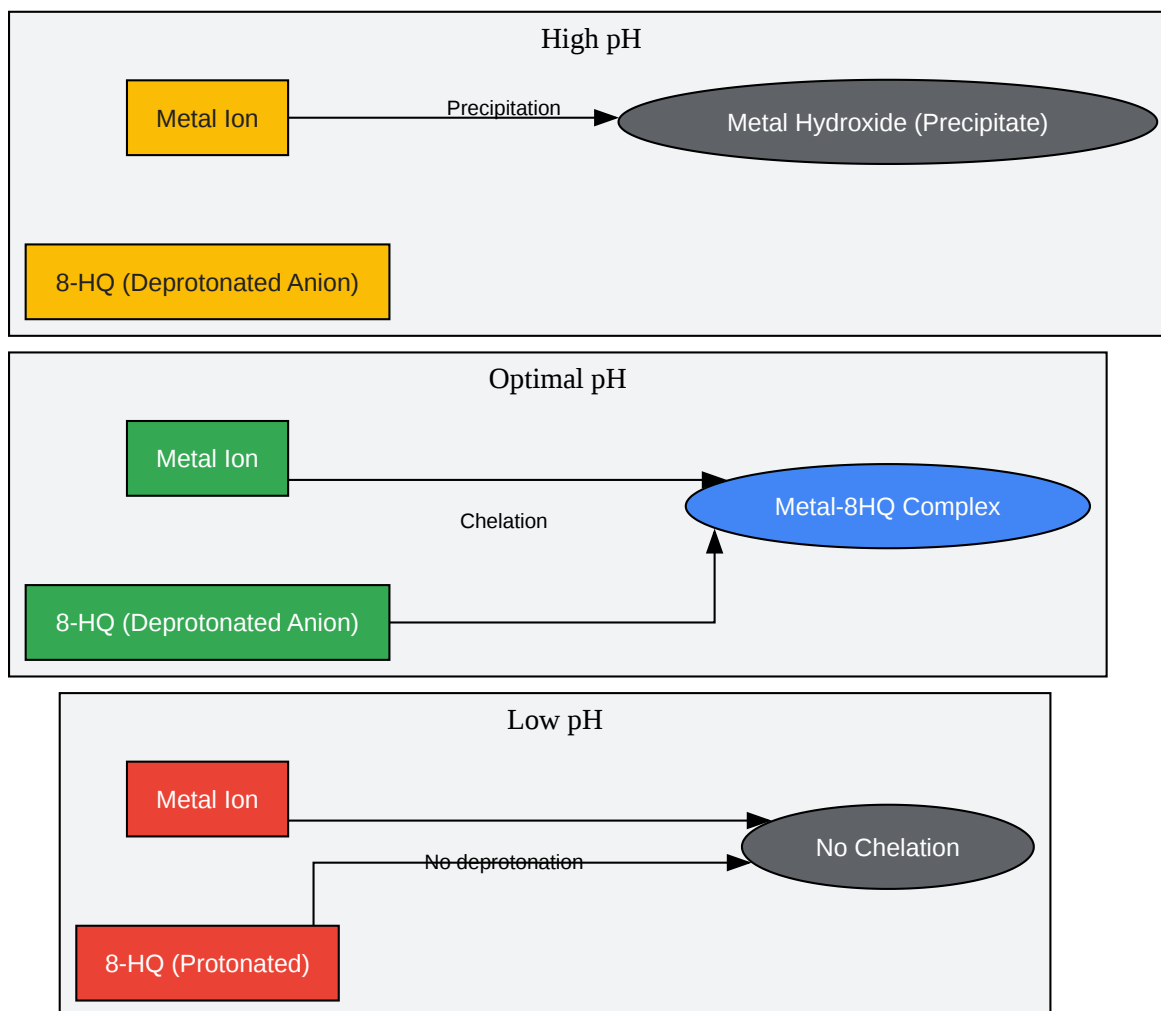 High pH
Metal Ion
Precipitation
Metal Hydroxide (Precipitate)
8-HQ (Deprotonated Anion)
Optimal pH
Metal Ion
Metal-8HQ Complex
Chelation
8-HQ (Deprotonated Anion)
Low pH
Metal Ion
No Chelation
No deprotonation
8-HQ (Protonated)